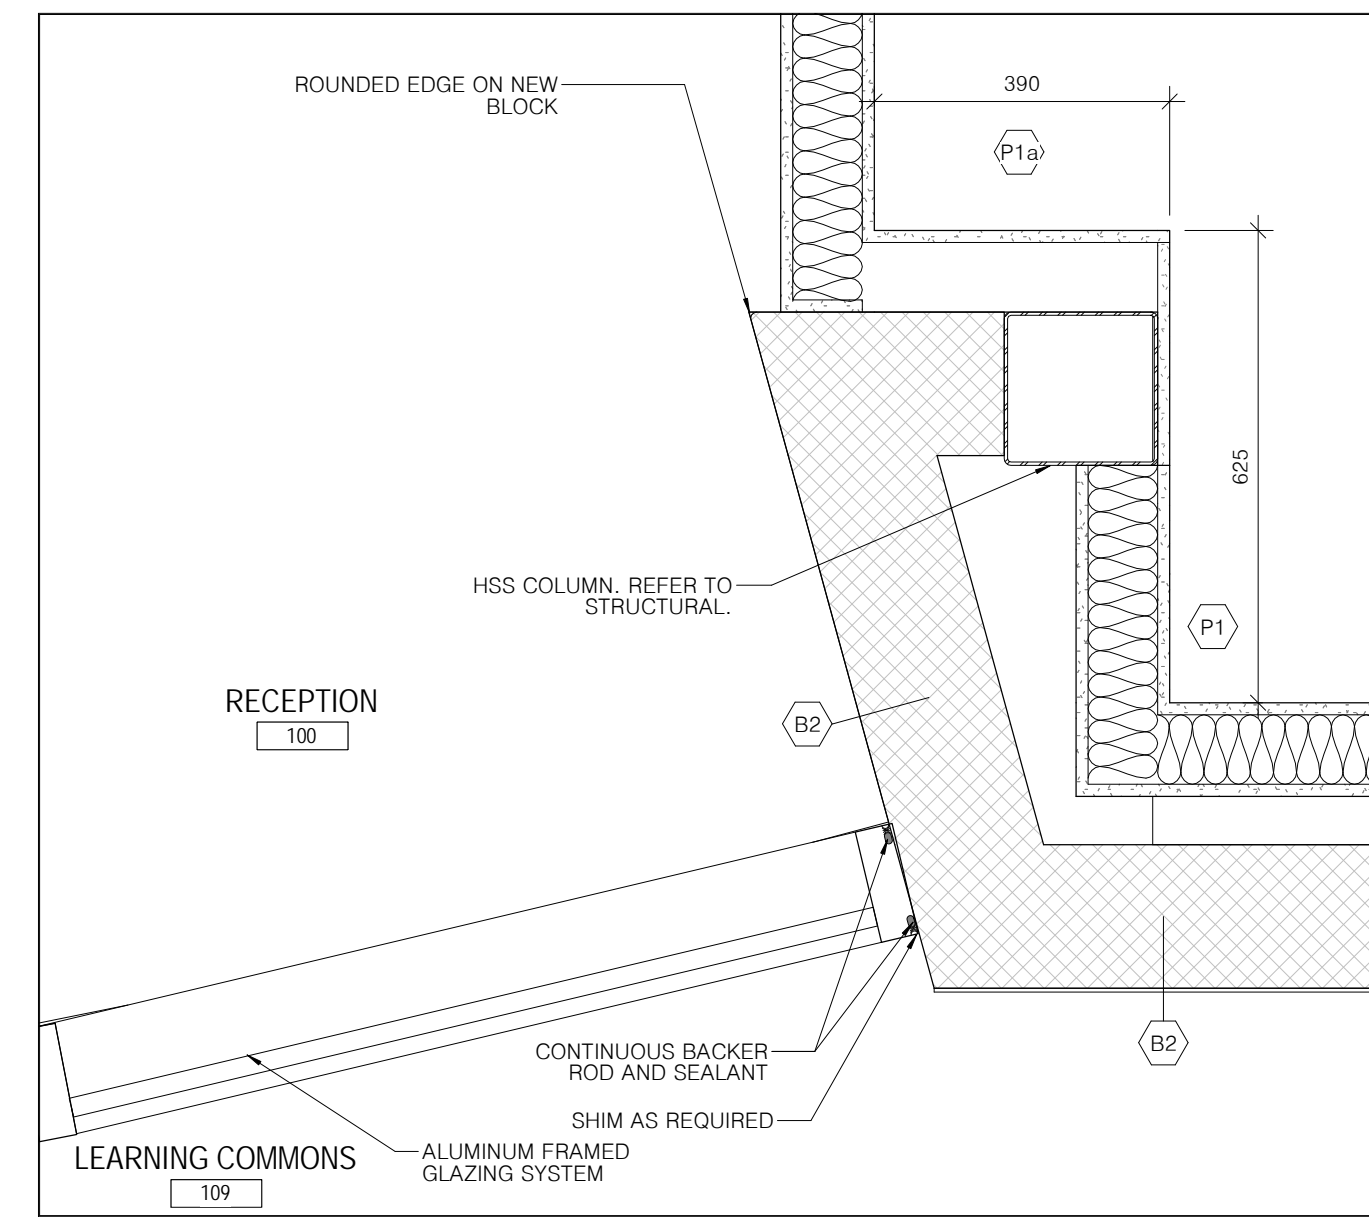 ROUNDED EDGE ON NEW
BLOCK
390
P1a
625
HSS COLUMN. REFER TO
STRUCTURAL.
P1
RECEPTION
100
B2
CONTINUOUS BACKER
ROD AND SEALANT
B2
SHIM AS REQUIRED
ALUMINUM FRAMED
GLAZING SYSTEM
LEARNING COMMONS
109